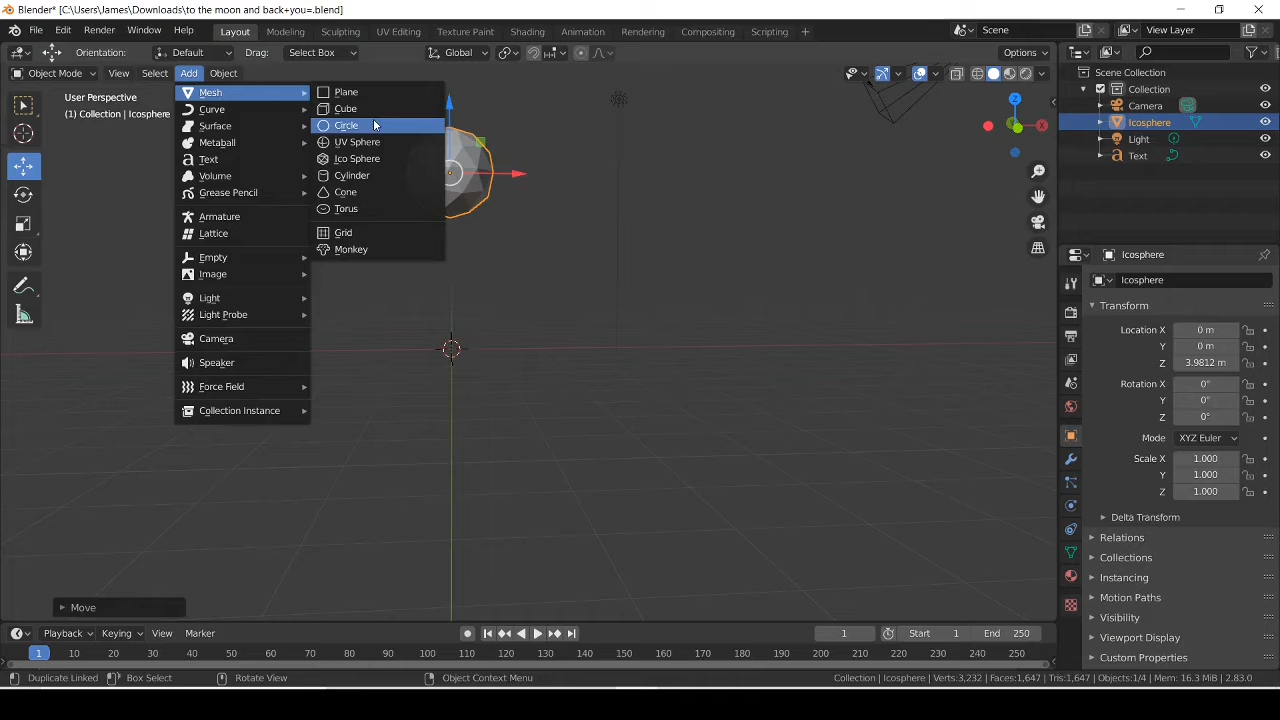 Blender* [C:\Users\James\Downloads\to the moon and back+you=.blend]
File Edit Render Window Help Layout Modeling Sculpting UV Editing Texture Paint Shading Animation Rendering Compositing Scripting + Scene View Layer
Orientation: Default Drag: Select Box Global Options
Object Mode View Select Add Object
User Perspective
(1) Collection | Icosphere
Mesh
Curve
Surface
Metaball
Text
Volume
Grease Pencil
Armature
Lattice
Empty
Image
Light
Light Probe
Camera
Speaker
Force Field
Collection Instance
Plane
Cube
Circle
UV Sphere
Ico Sphere
Cylinder
Cone
Torus
Grid
Monkey
Z
X
Move
Scene Collection
Collection
Camera
Icosphere
Light
Text
Icosphere
Icosphere
Transform
Location X 0 m
Y 0 m
Z 3.9812 m
Rotation X 0°
Y 0°
Z 0°
Mode XYZ Euler
Scale X 1.000
Y 1.000
Z 1.000
Delta Transform
Relations
Collections
Instancing
Motion Paths
Visibility
Viewport Display
Custom Properties
Playback Keying View Marker 1 Start 1 End 250
1 10 20 30 40 50 60 70 80 90 100 110 120 130 140 150 160 170 180 190 200 210 220 230 240 250
Duplicate Linked Box Select Rotate View Object Context Menu Collection | Icosphere | Verts:3,232 | Faces:1,647 | Tris:1,647 | Objects:1/4 | Mem: 16.3 MiB | 2.83.0